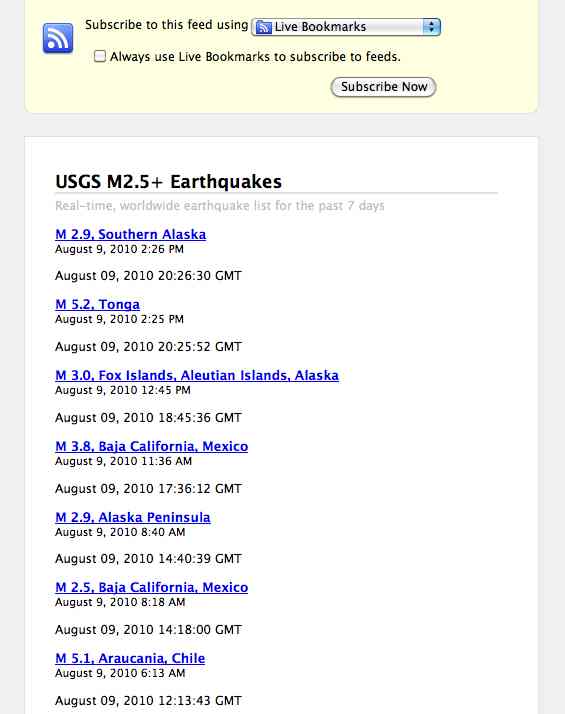 Subscribe to this feed using Live Bookmarks
Always use Live Bookmarks to subscribe to feeds.
Subscribe Now
USGS M2.5+ Earthquakes
Real-time, worldwide earthquake list for the past 7 days
M 2.9, Southern Alaska
August 9, 2010 2:26 PM
August 09, 2010 20:26:30 GMT
M 5.2, Tonga
August 9, 2010 2:25 PM
August 09, 2010 20:25:52 GMT
M 3.0, Fox Islands, Aleutian Islands, Alaska
August 9, 2010 12:45 PM
August 09, 2010 18:45:36 GMT
M 3.8, Baja California, Mexico
August 9, 2010 11:36 AM
August 09, 2010 17:36:12 GMT
M 2.9, Alaska Peninsula
August 9, 2010 8:40 AM
August 09, 2010 14:40:39 GMT
M 2.5, Baja California, Mexico
August 9, 2010 8:18 AM
August 09, 2010 14:18:00 GMT
M 5.1, Araucania, Chile
August 9, 2010 6:13 AM
August 09, 2010 12:13:43 GMT